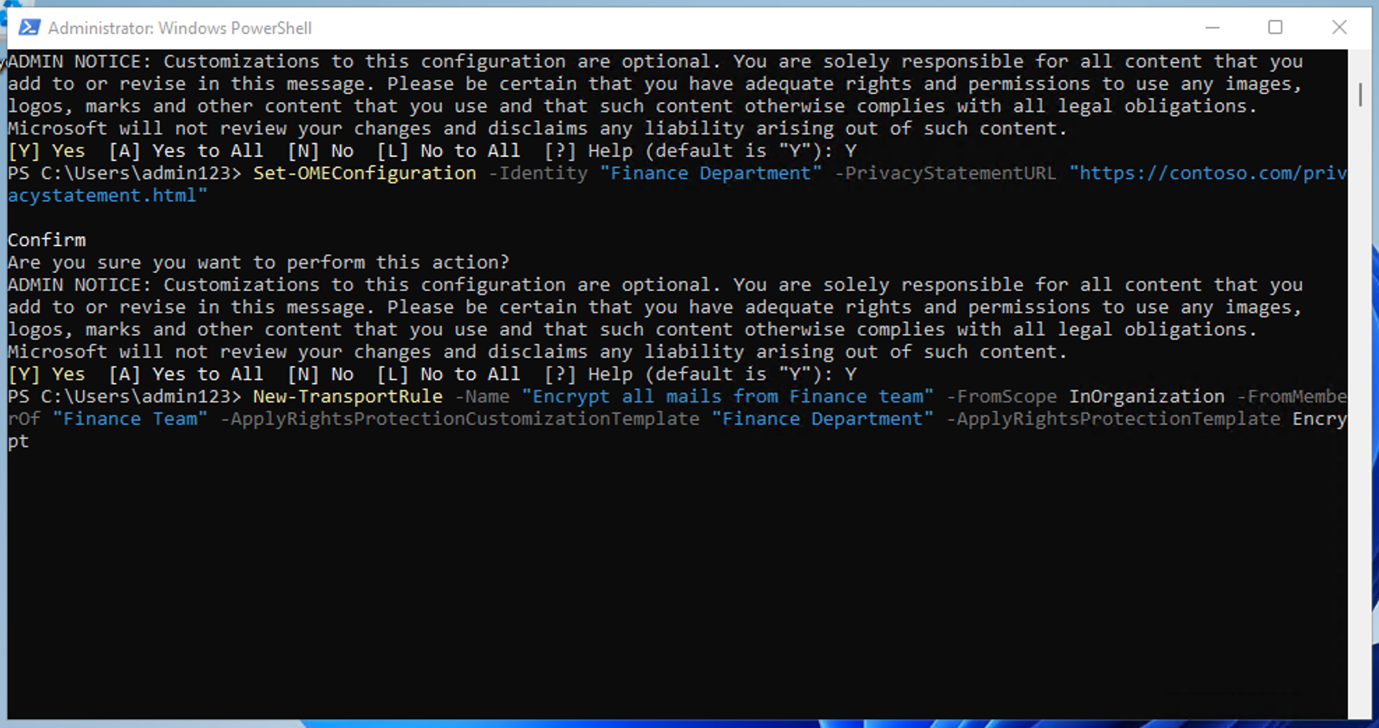 Administrator: Windows PowerShell
ADMIN NOTICE: Customizations to this configuration are optional. You are solely responsible for all content that you
add to or revise in this message. Please be certain that you have adequate rights and permissions to use any images,
logos, marks and other content that you use and that such content otherwise complies with all legal obligations.
Microsoft will not review your changes and disclaims any liability arising out of such content.
[Y] Yes  [A] Yes to All  [N] No  [L] No to All  [?] Help (default is "Y"): Y
PS C:\Users\admin123> Set-OMEConfiguration -Identity "Finance Department" -PrivacyStatementURL "https://contoso.com/priv
acystatement.html"
Confirm
Are you sure you want to perform this action?
ADMIN NOTICE: Customizations to this configuration are optional. You are solely responsible for all content that you
add to or revise in this message. Please be certain that you have adequate rights and permissions to use any images,
logos, marks and other content that you use and that such content otherwise complies with all legal obligations.
Microsoft will not review your changes and disclaims any liability arising out of such content.
[Y] Yes  [A] Yes to All  [N] No  [L] No to All  [?] Help (default is "Y"): Y
PS C:\Users\admin123> New-TransportRule -Name "Encrypt all mails from Finance team" -FromScope InOrganization -FromMembe
rOf "Finance Team" -ApplyRightsProtectionCustomizationTemplate "Finance Department" -ApplyRightsProtectionTemplate Encry
pt